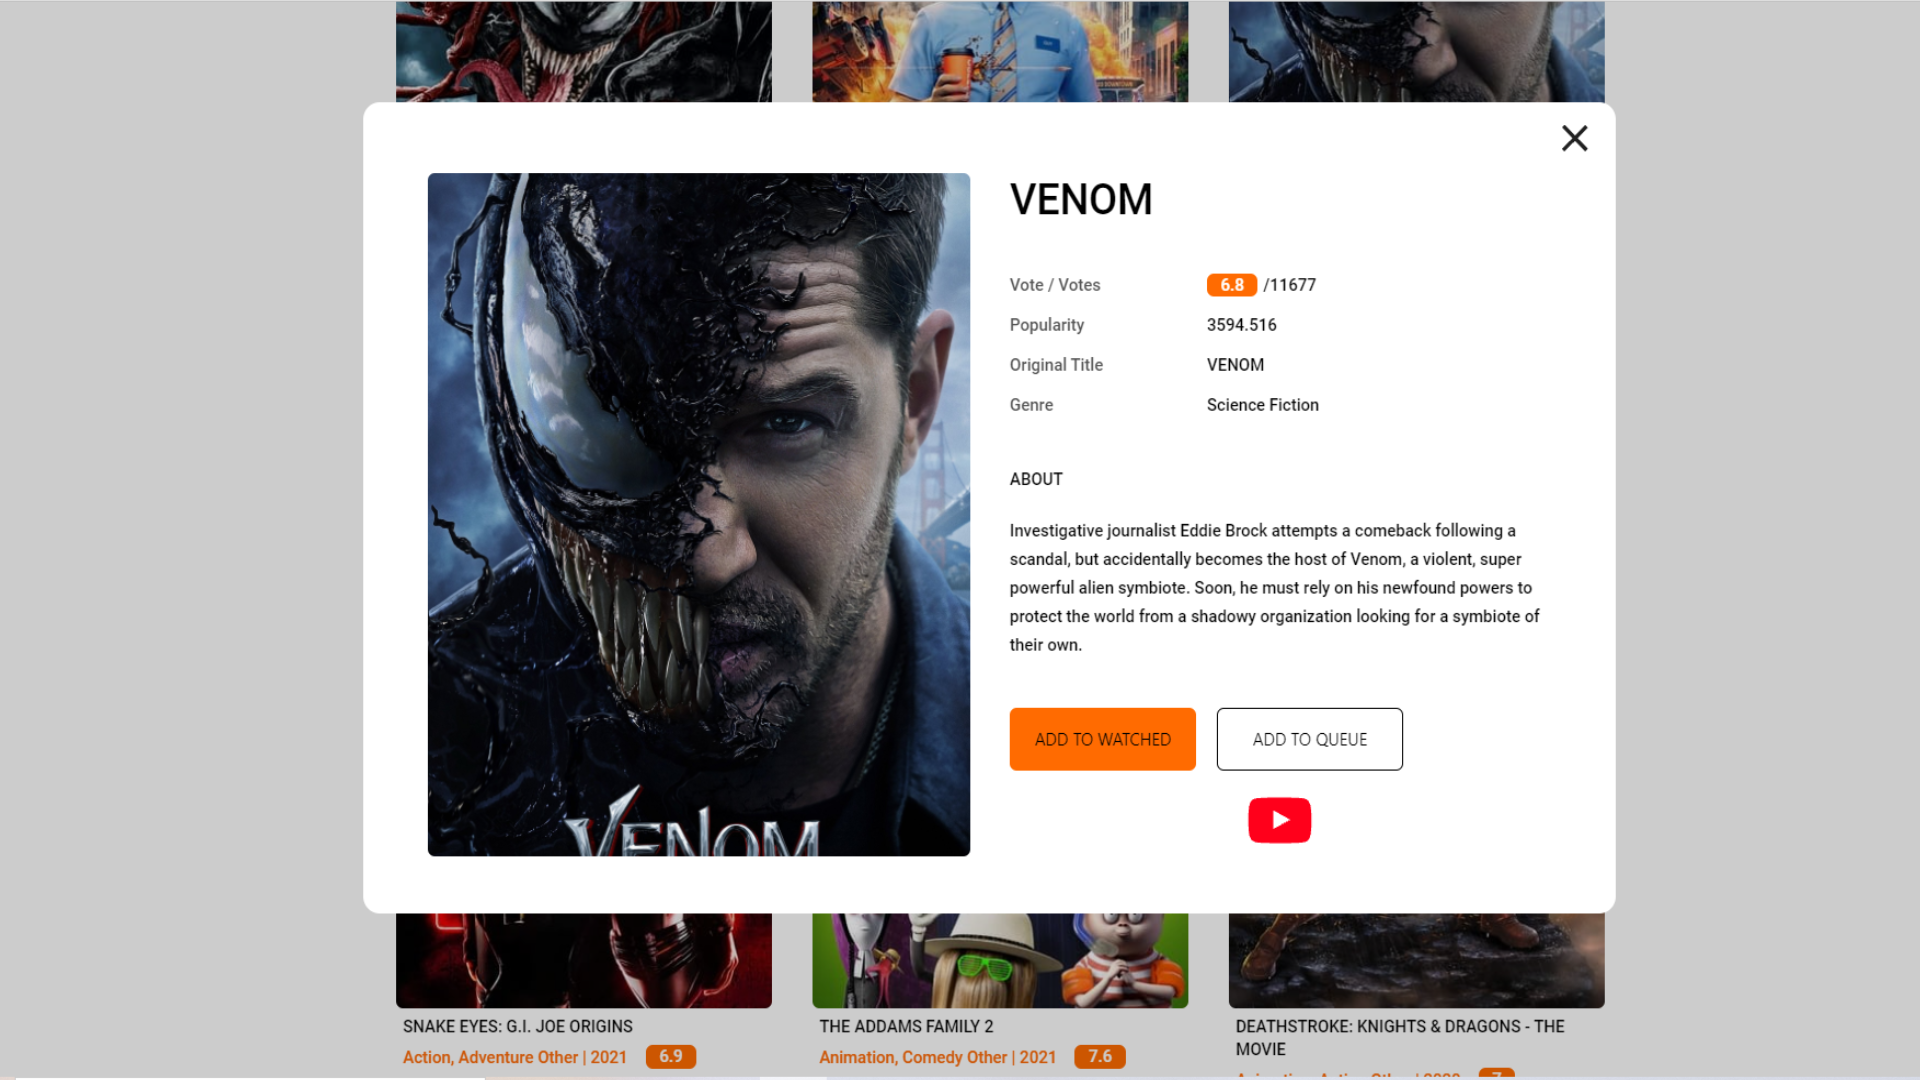 VENOM
Vote / Votes 6.8 /11677
Popularity 3594.516
Original Title VENOM
Genre Science Fiction
ABOUT
Investigative journalist Eddie Brock attempts a comeback following a
scandal, but accidentally becomes the host of Venom, a violent, super
powerful alien symbiote. Soon, he must rely on his newfound powers to
protect the world from a shadowy organization looking for a symbiote of
their own.
ADD TO WATCHED ADD TO QUEUE
VENOM
SNAKE EYES: G.I. JOE ORIGINS
Action, Adventure Other | 2021 6.9
THE ADDAMS FAMILY 2
Animation, Comedy Other | 2021 7.6
DEATHSTROKE: KNIGHTS & DRAGONS - THE
MOVIE